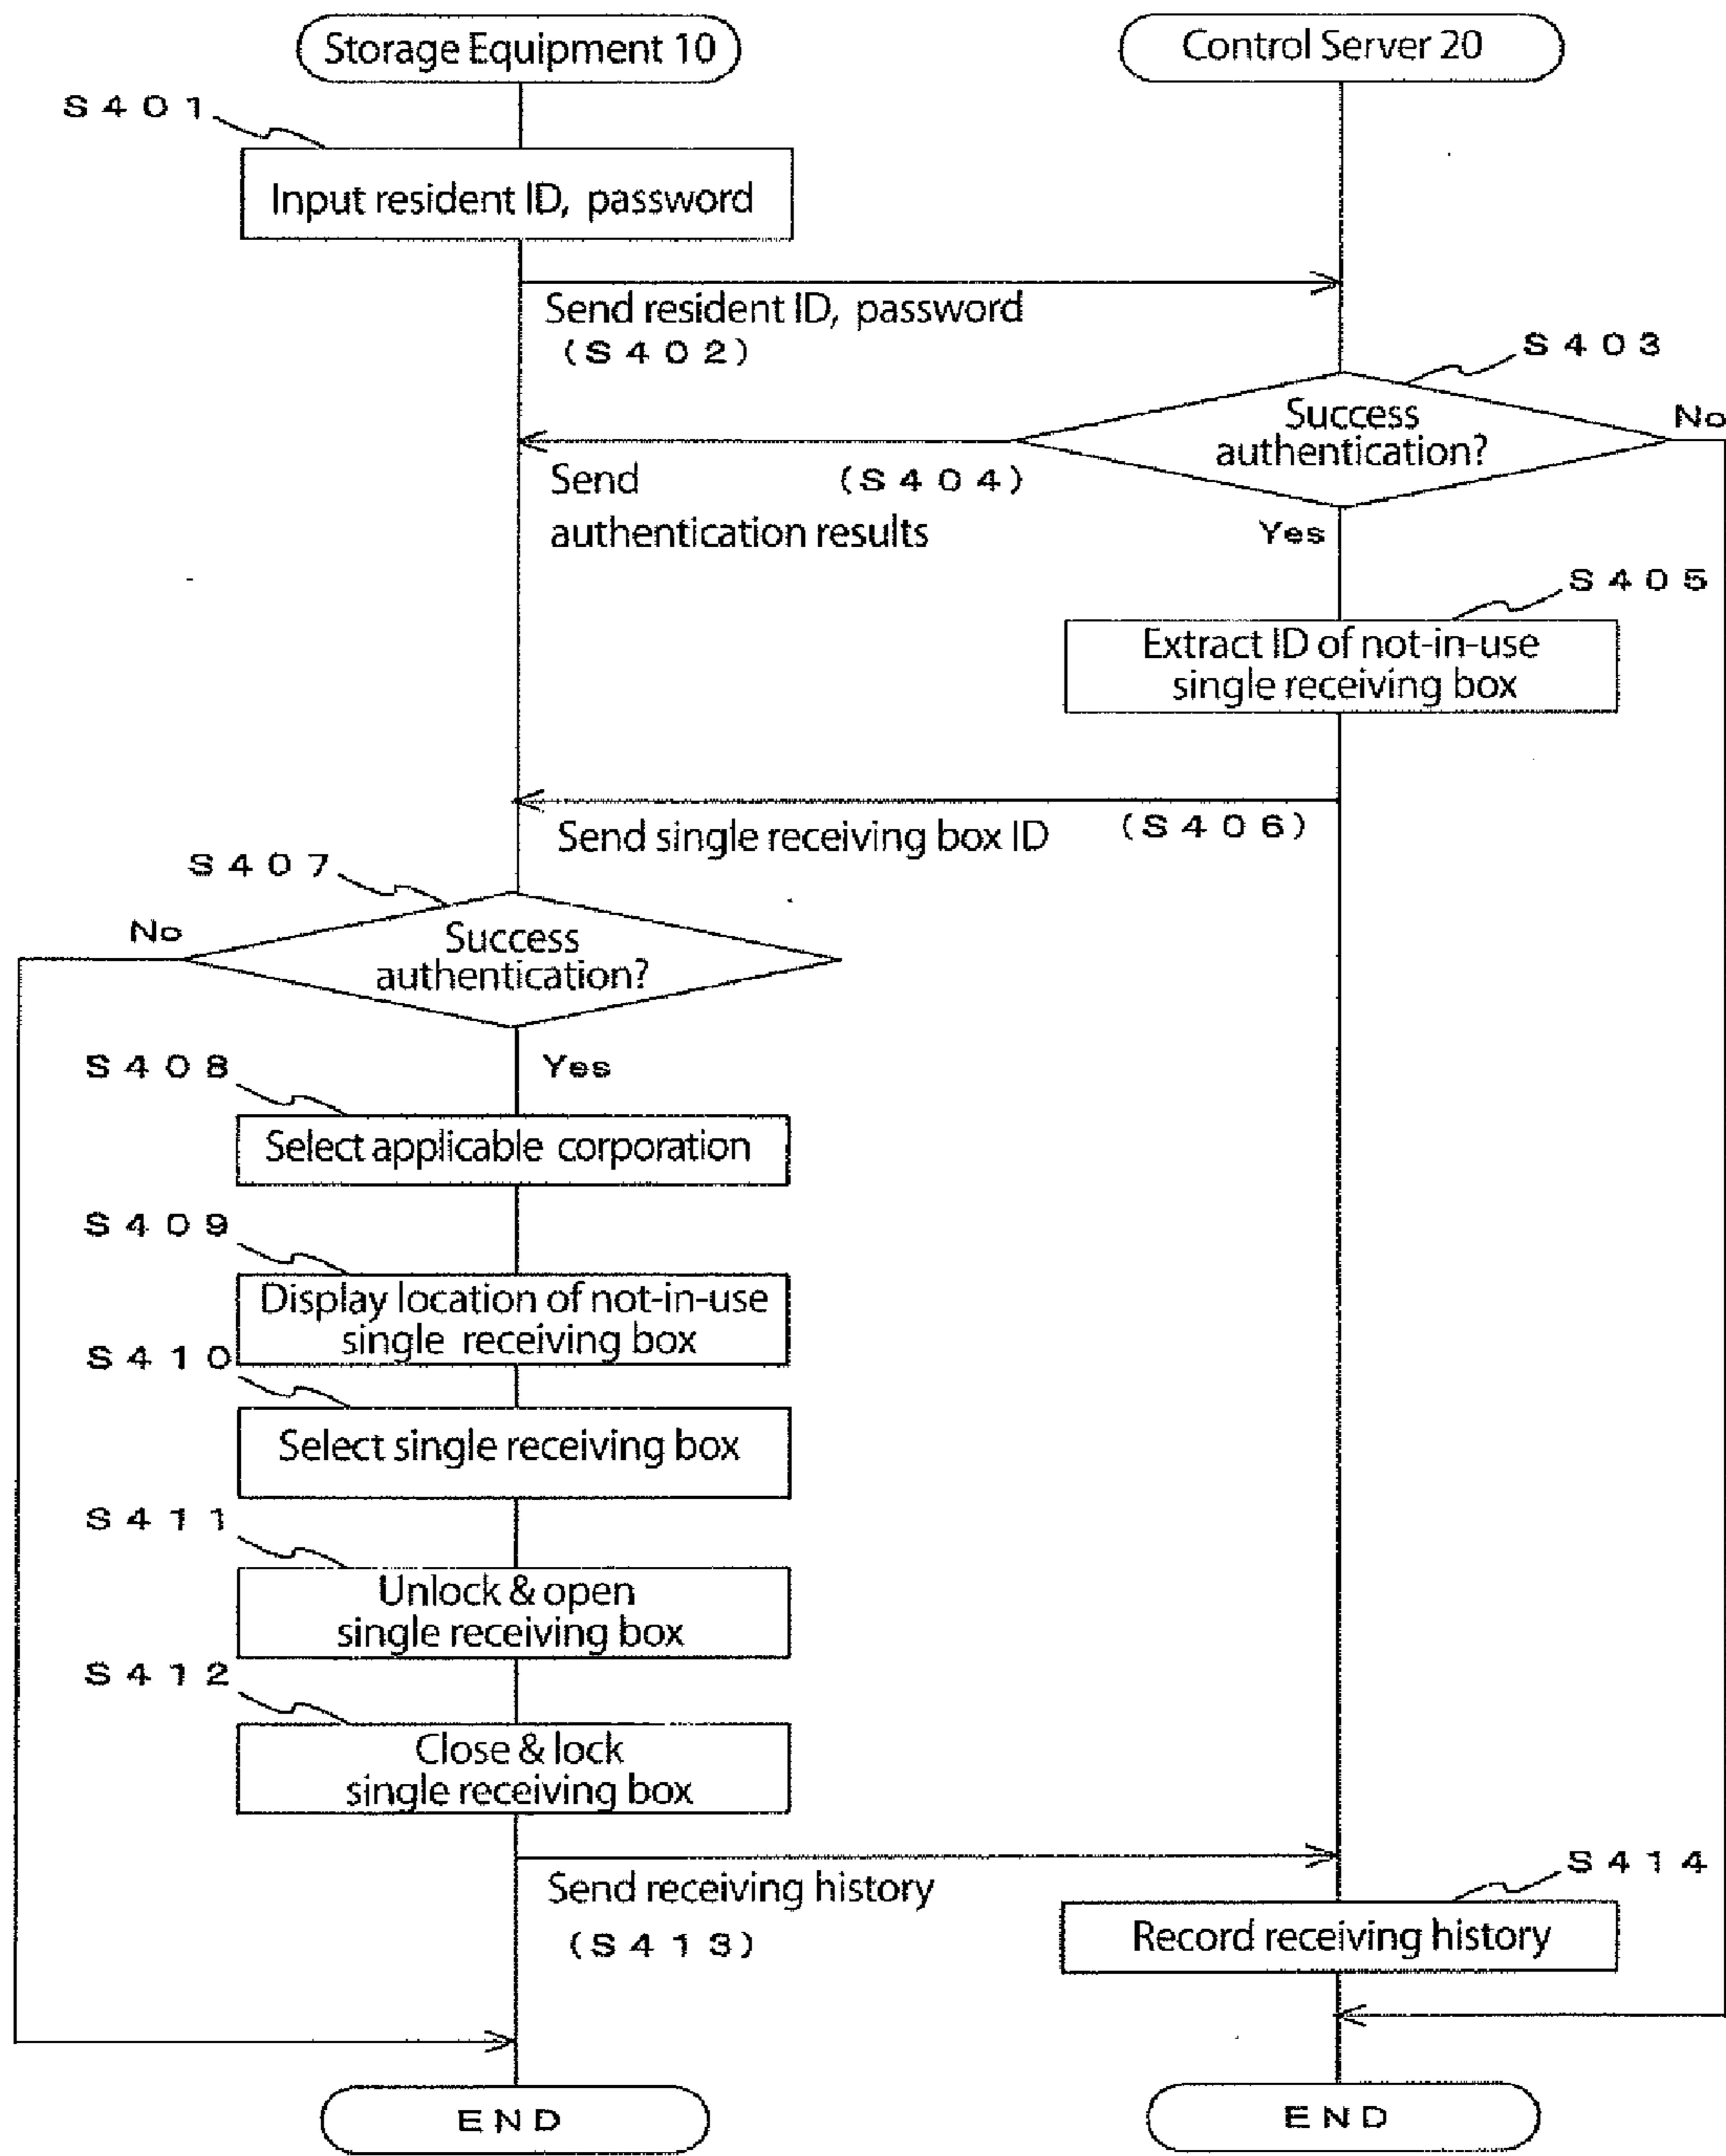 Storage Equipment 10
Control Server 20
S401
Input resident ID, password
Send resident ID, password
(S402)
S403
Success
authentication?
No
Send
authentication results
(S404)
Yes
S405
Extract ID of not-in-use
single receiving box
Send single receiving box ID
(S406)
S407
No
Success
authentication?
Yes
S408
Select applicable corporation
S409
Display location of not-in-use
single receiving box
S410
Select single receiving box
S411
Unlock & open
single receiving box
S412
Close & lock
single receiving box
Send receiving history
(S413)
S414
Record receiving history
END
END